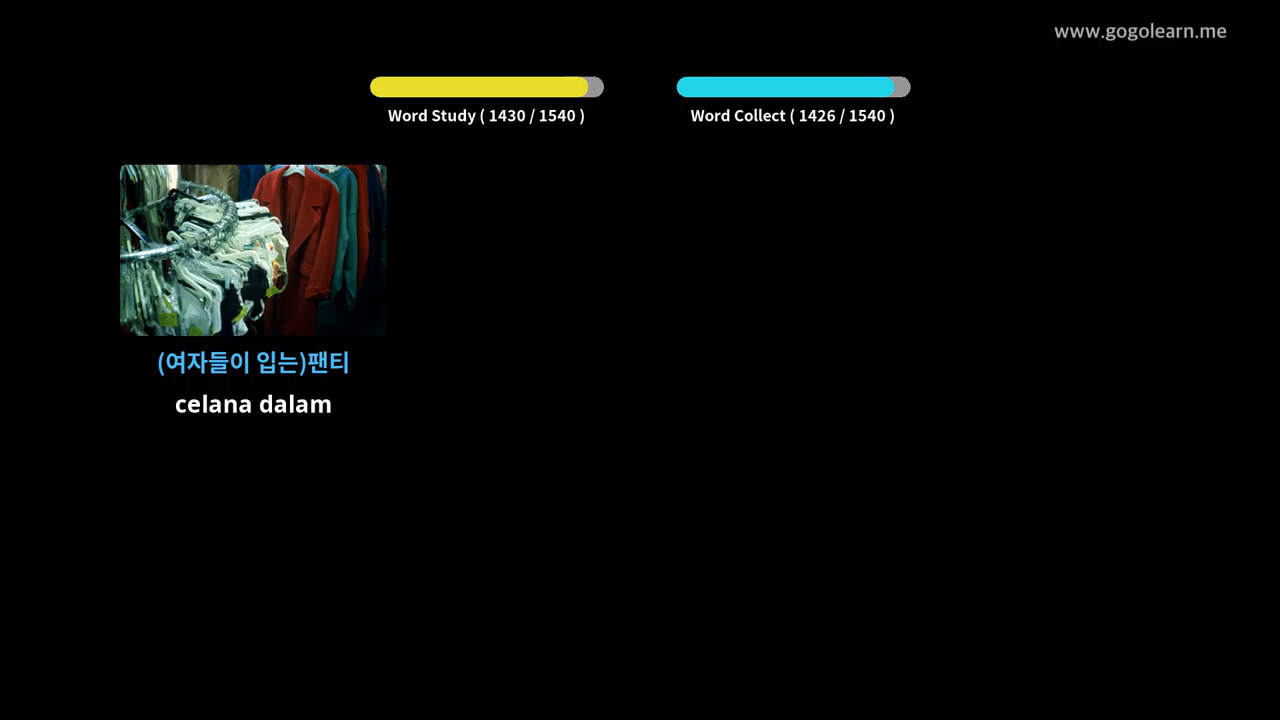 www.gogolearn.me
Word Study ( 1430 / 1540 )
Word Collect ( 1426 / 1540 )
(여자들이 입는)팬티
celana dalam